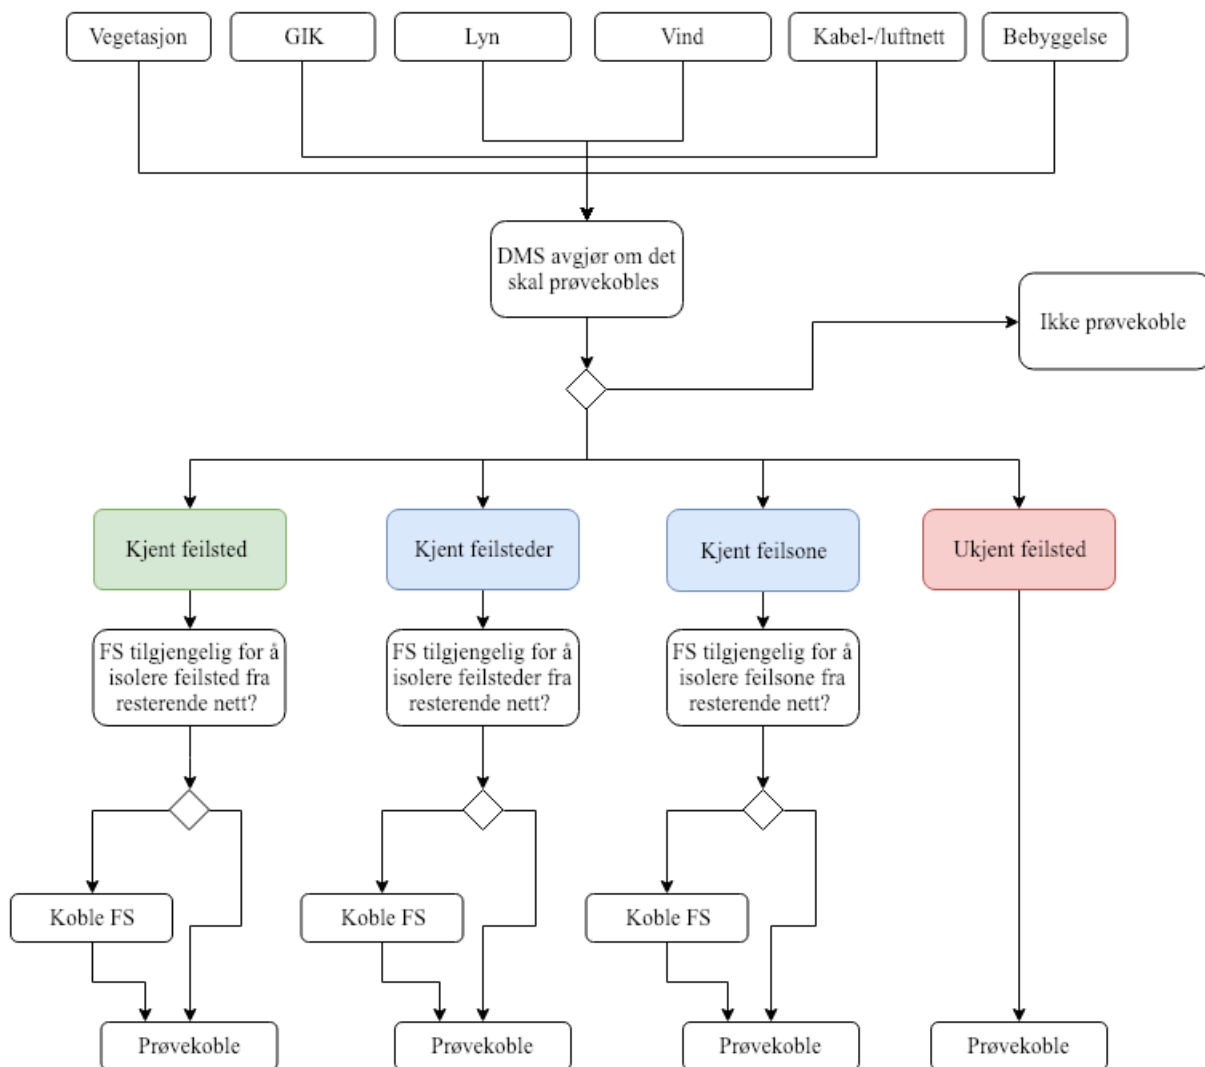 Vegetasjon
GIK
Lyn
Vind
Kabel-/luftnett
Bebyggelse
DMS avgjør om det
skal prøvekobles
Ikke prøvekoble
Kjent feilsted
Kjent feilsteder
Kjent feilsone
Ukjent feilsted
FS tilgjengelig for å
isolere feilsted fra
resterende nett?
FS tilgjengelig for å
isolere feilsteder fra
resterende nett?
FS tilgjengelig for å
isolere feilsone fra
resterende nett?
Koble FS
Koble FS
Koble FS
Prøvekoble
Prøvekoble
Prøvekoble
Prøvekoble